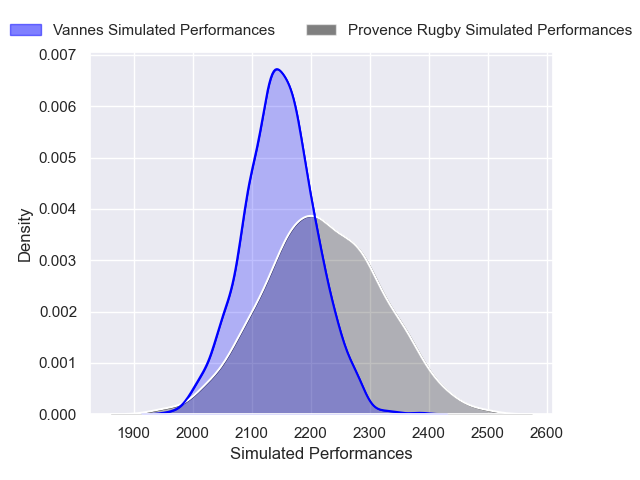 Vannes Simulated Performances
Provence Rugby Simulated Performances
0.007
0.006
0.005
0.004
0.003
0.002
0.001
0.000
Density
1900 2000 2100 2200 2300 2400 2500 2600
Simulated Performances